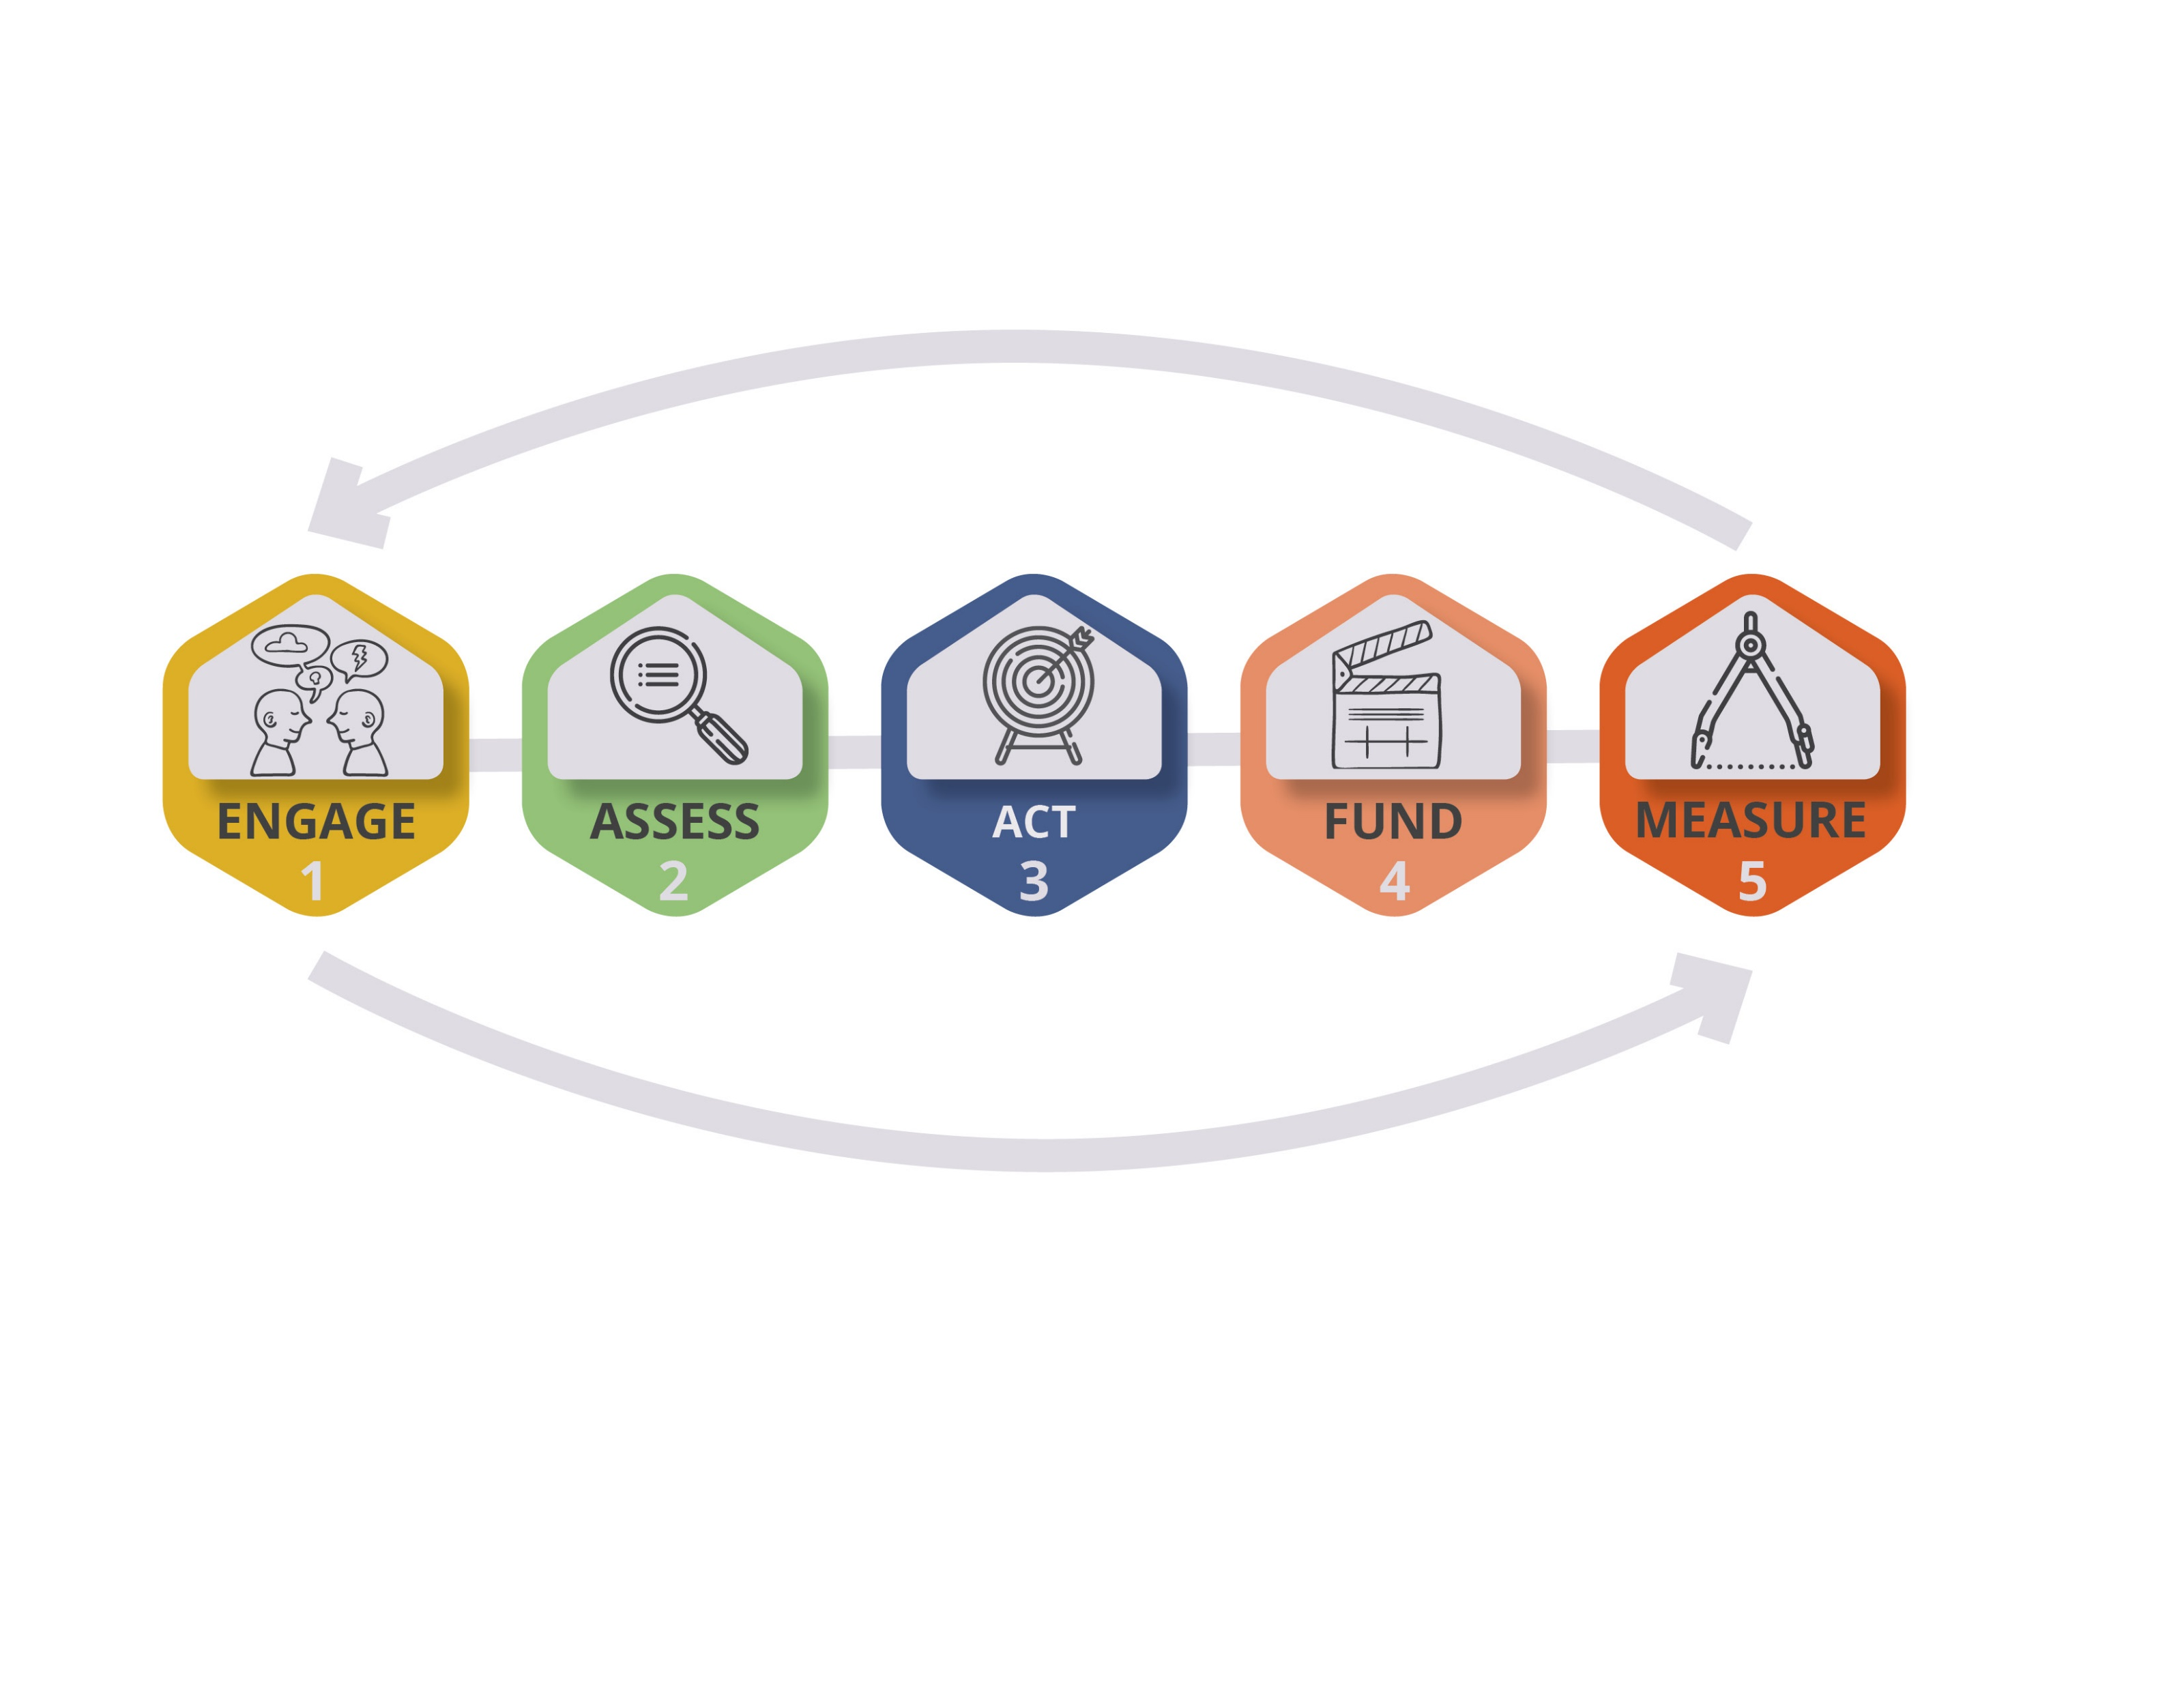 ENGAGE
1
ASSESS
2
ACT
3
FUND
4
MEASURE
5